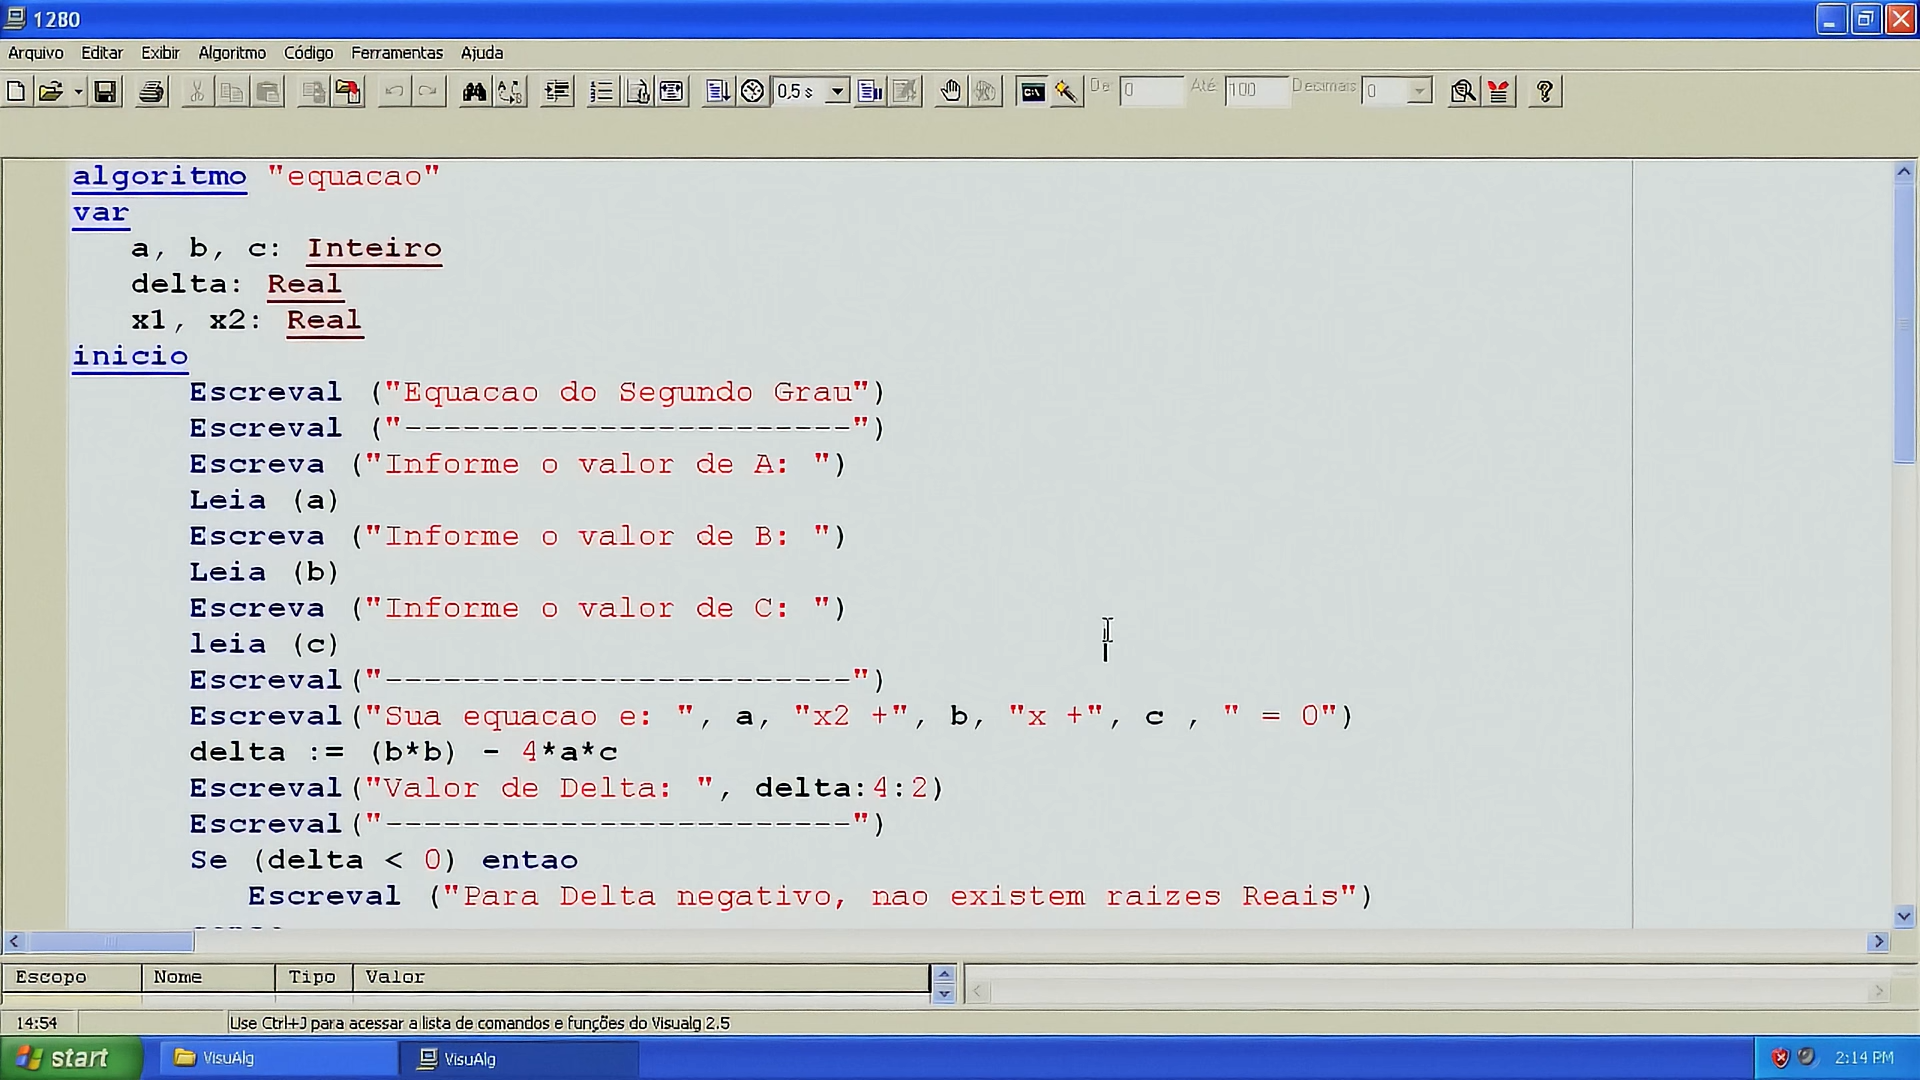 1280
Arquivo Editar Exibir Algoritmo Código Ferramentas Ajuda
0,5 s De 0 Até 100 Decimais 0
algoritmo "equacao"
var
a, b, c: Inteiro
delta: Real
x1, x2: Real
inicio
Escreval ("Equacao do Segundo Grau")
Escreval ("-----------------------")
Escreva ("Informe o valor de A: ")
Leia (a)
Escreva ("Informe o valor de B: ")
Leia (b)
Escreva ("Informe o valor de C: ")
leia (c)
Escreval("------------------------")
Escreval("Sua equacao e: ", a, "x2 +", b, "x +", c , " = 0")
delta := (b*b) - 4*a*c
Escreval("Valor de Delta: ", delta:4:2)
Escreval("------------------------")
Se (delta < 0) entao
Escreval ("Para Delta negativo, nao existem raizes Reais")
Escopo Nome Tipo Valor
14:54 Use Ctrl+J para acessar a lista de comandos e funções do Visualg 2.5
start VisuAlg VisuAlg 2:14 PM